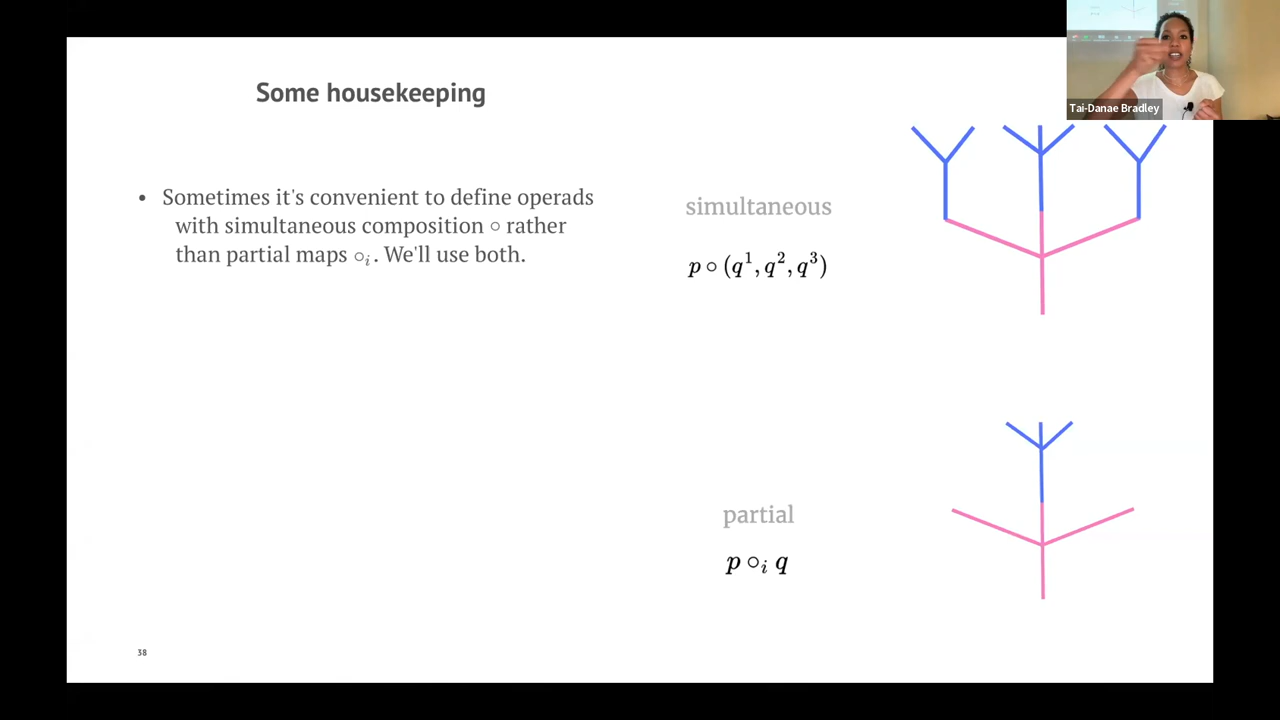 Some housekeeping
Tai-Danae Bradley
• Sometimes it's convenient to define operads
with simultaneous composition ∘ rather
than partial maps ∘ᵢ. We'll use both.
simultaneous
p ∘ (q¹, q², q³)
partial
p ∘ᵢ q
38